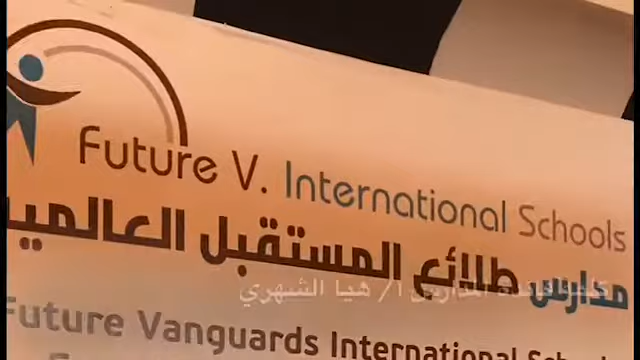 Future V. International Schools
مدارس طلائع المستقبل العالمية
هيا الشهري
Future Vanguards International